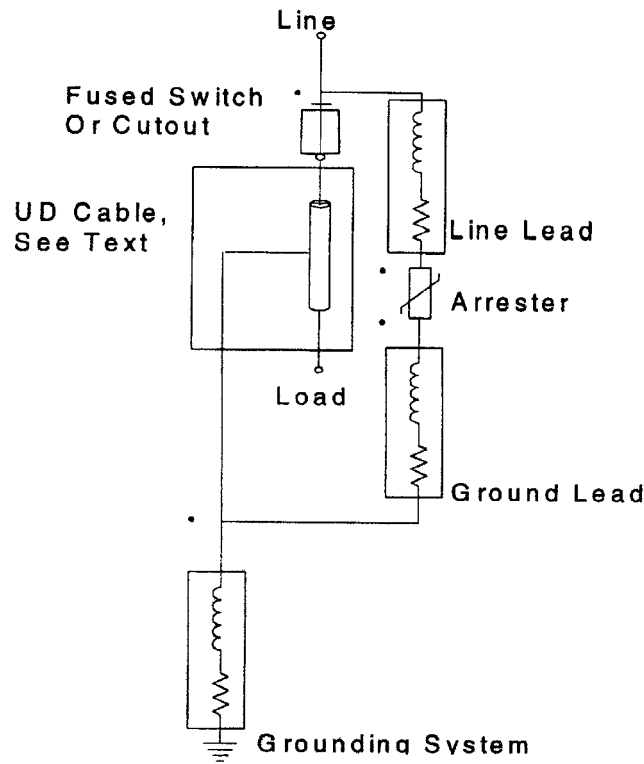 Line
Fused Switch
Or Cutout
UD Cable,
See Text
Line Lead
Arrester
Load
Ground Lead
Grounding System